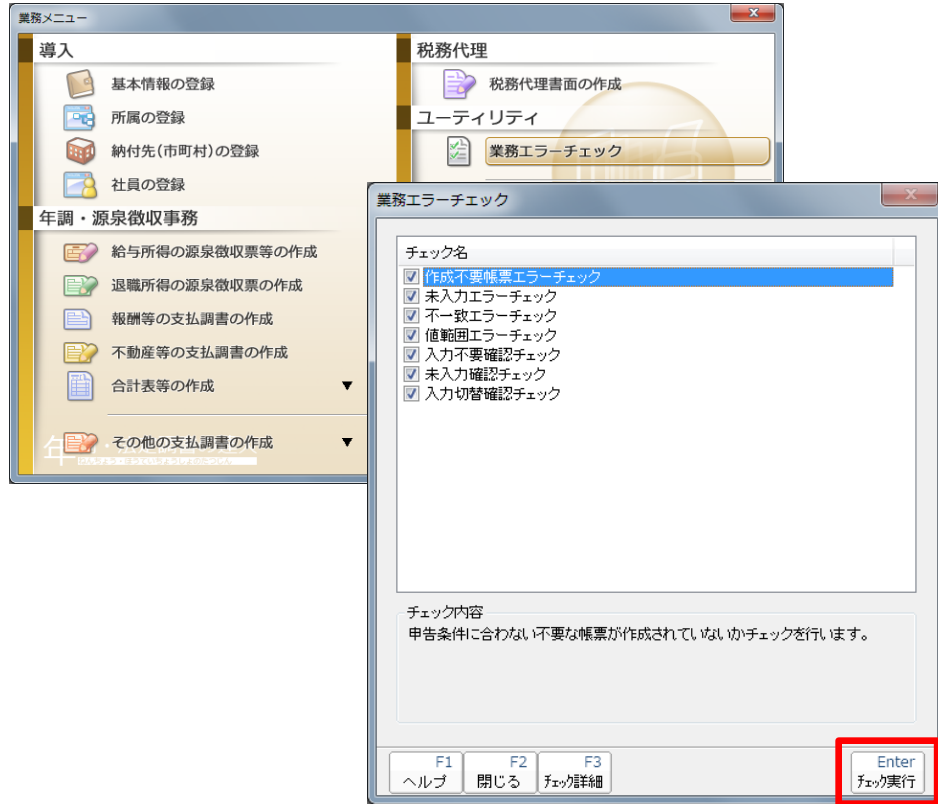 業務メニュー
導入
基本情報の登録
所属の登録
納付先(市町村)の登録
社員の登録
年調・源泉徴収事務
給与所得の源泉徴収票等の作成
退職所得の源泉徴収票の作成
報酬等の支払調書の作成
不動産等の支払調書の作成
合計表等の作成 ▼
その他の支払調書の作成 ▼
税務代理
税務代理書面の作成
ユーティリティ
業務エラーチェック
業務エラーチェック
チェック名
作成不要帳票エラーチェック
未入力エラーチェック
不一致エラーチェック
値範囲エラーチェック
入力不要確認チェック
未入力確認チェック
入力切替確認チェック
チェック内容
申告条件に合わない不要な帳票が作成されていないかチェックを行います。
F1
ヘルプ
F2
閉じる
F3
チェック詳細
Enter
チェック実行